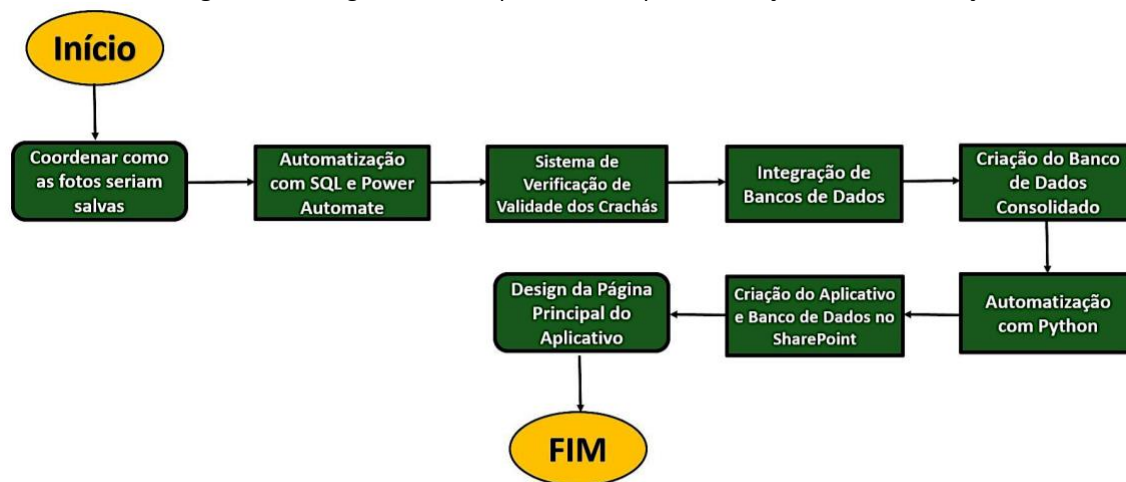 Início
Coordenar como
as fotos seriam
salvas
Automatização
com SQL e Power
Automate
Sistema de
Verificação de
Validade dos Crachás
Integração de
Bancos de Dados
Criação do Banco
de Dados
Consolidado
Automatização
com Python
Criação do Aplicativo
e Banco de Dados no
SharePoint
Design da Página
Principal do
Aplicativo
FIM